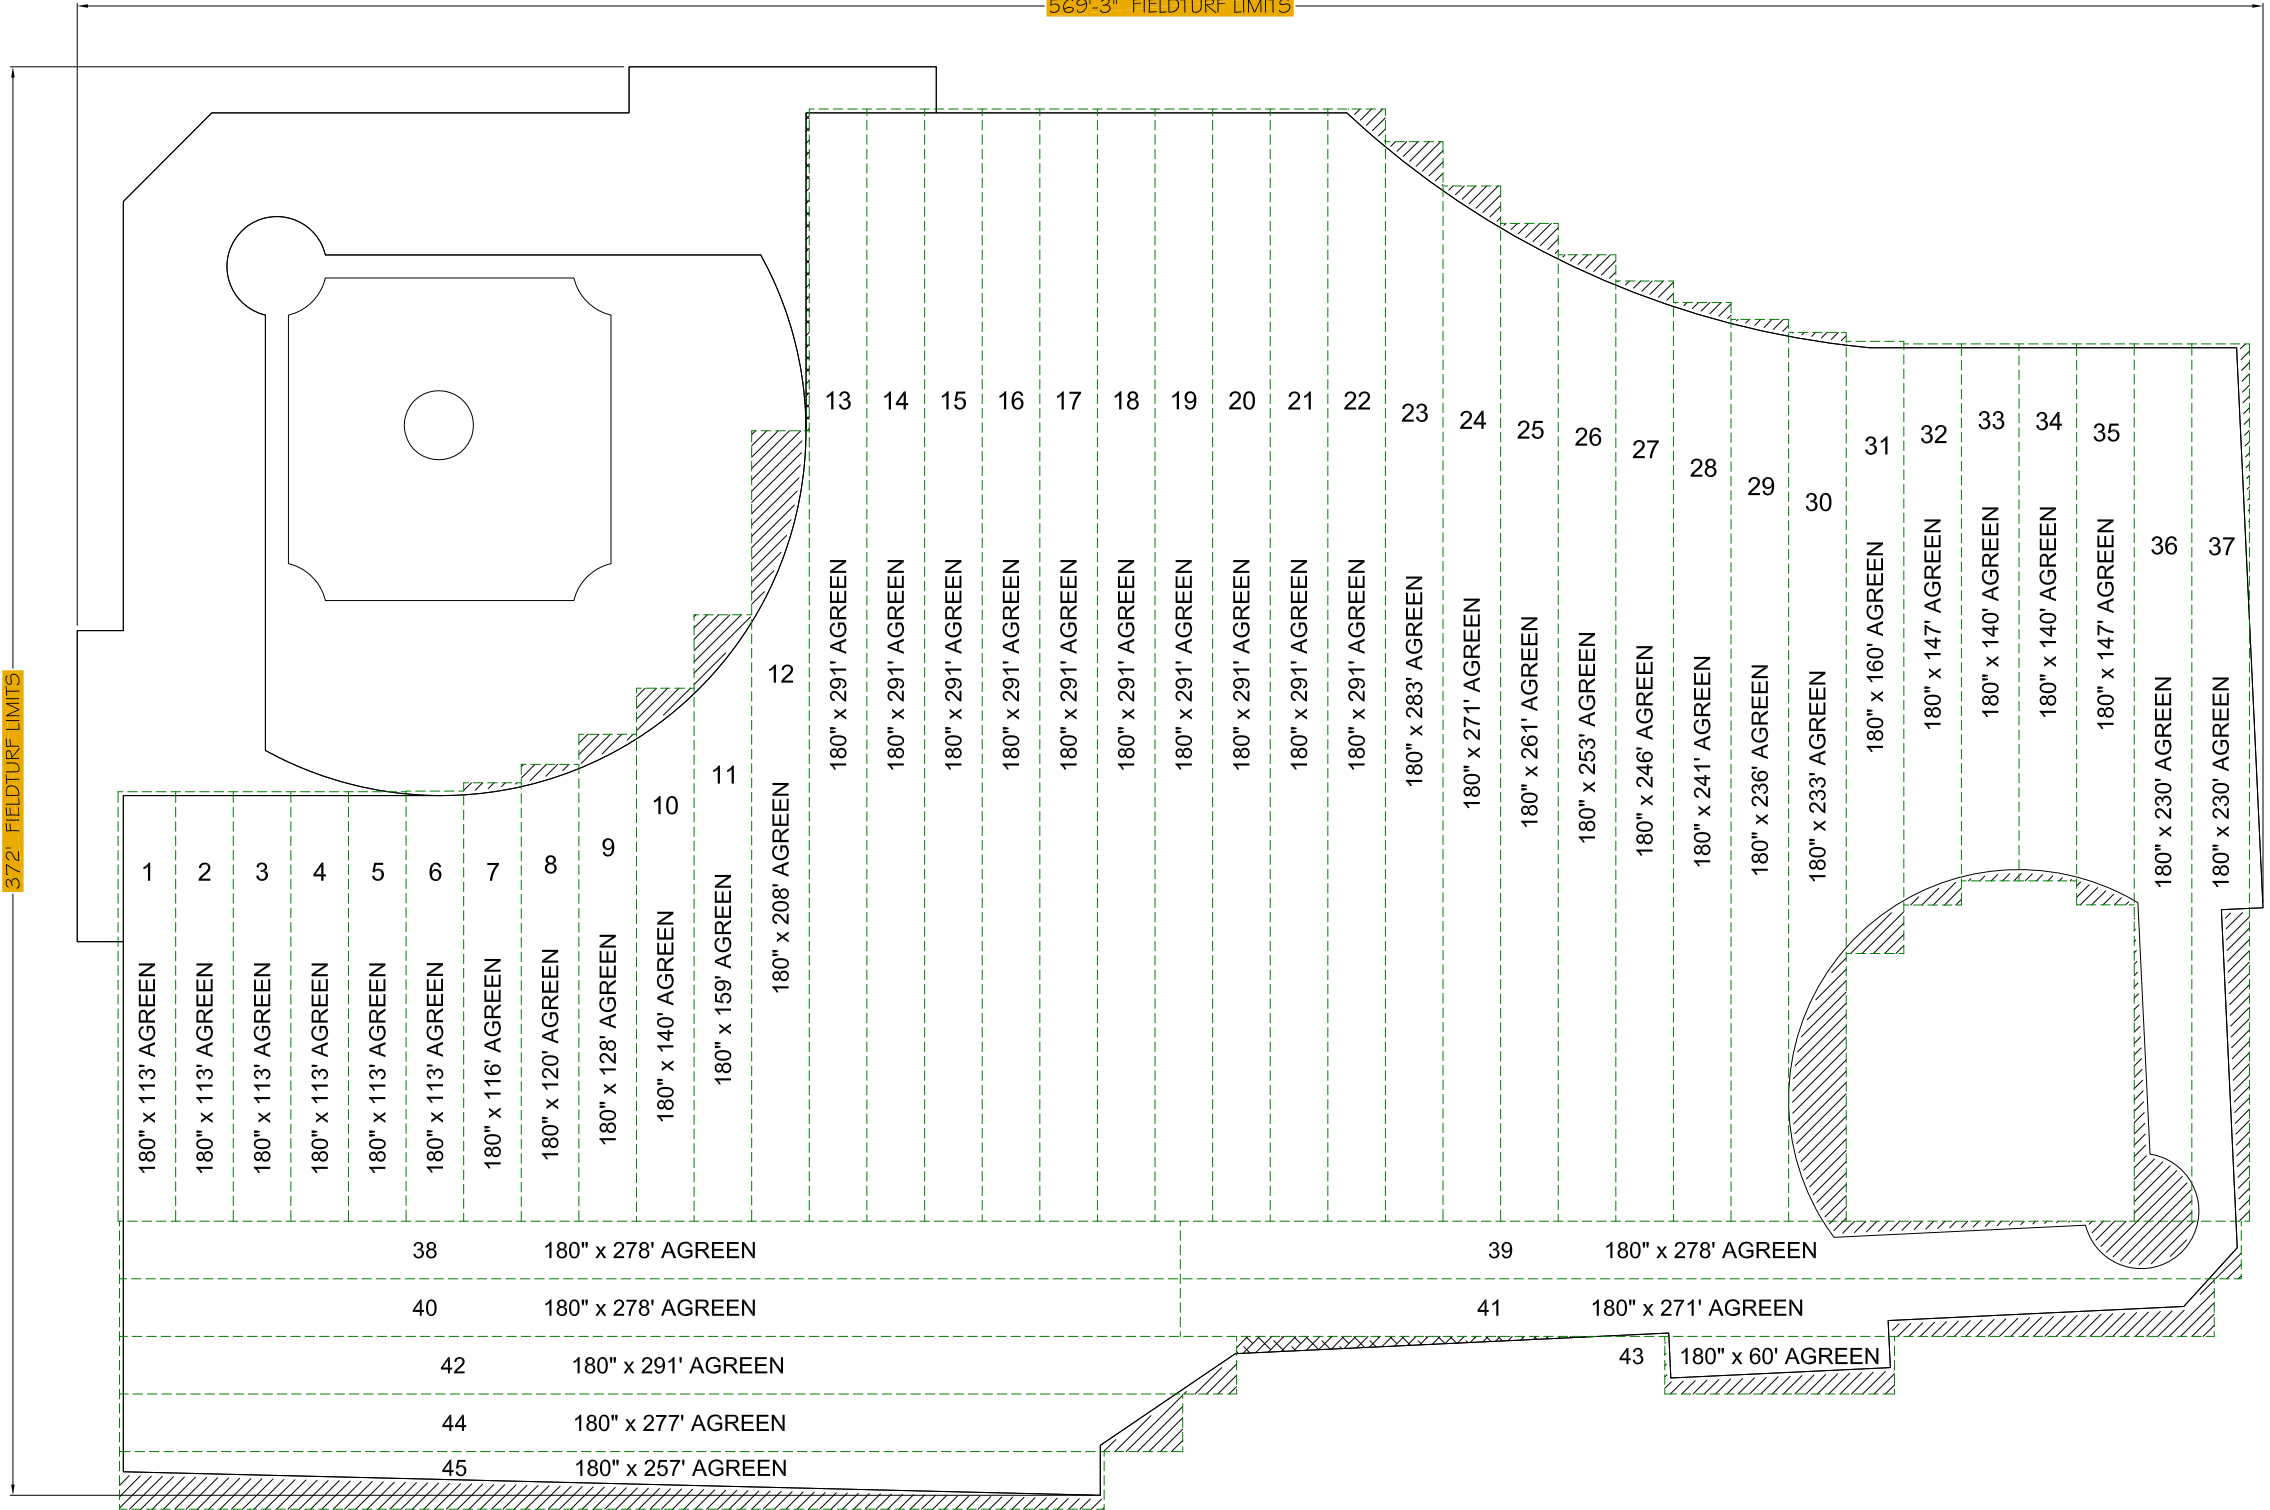 569'-3" FIELDTURF LIMITS
372' FIELDTURF LIMITS
1
180" x 113' AGREEN
2
180" x 113' AGREEN
3
180" x 113' AGREEN
4
180" x 113' AGREEN
5
180" x 113' AGREEN
6
180" x 113' AGREEN
7
180" x 116' AGREEN
8
180" x 120' AGREEN
9
180" x 128' AGREEN
10
180" x 140' AGREEN
11
180" x 159' AGREEN
12
180" x 208' AGREEN
13
180" x 291' AGREEN
14
180" x 291' AGREEN
15
180" x 291' AGREEN
16
180" x 291' AGREEN
17
180" x 291' AGREEN
18
180" x 291' AGREEN
19
180" x 291' AGREEN
20
180" x 291' AGREEN
21
180" x 291' AGREEN
22
180" x 291' AGREEN
23
180" x 283' AGREEN
24
180" x 271' AGREEN
25
180" x 261' AGREEN
26
180" x 253' AGREEN
27
180" x 246' AGREEN
28
180" x 241' AGREEN
29
180" x 236' AGREEN
30
180" x 233' AGREEN
31
180" x 160' AGREEN
32
180" x 147' AGREEN
33
180" x 140' AGREEN
34
180" x 140' AGREEN
35
180" x 147' AGREEN
36
180" x 230' AGREEN
37
180" x 230' AGREEN
38 180" x 278' AGREEN
39 180" x 278' AGREEN
40 180" x 278' AGREEN
41 180" x 271' AGREEN
42 180" x 291' AGREEN
43 180" x 60' AGREEN
44 180" x 277' AGREEN
45 180" x 257' AGREEN